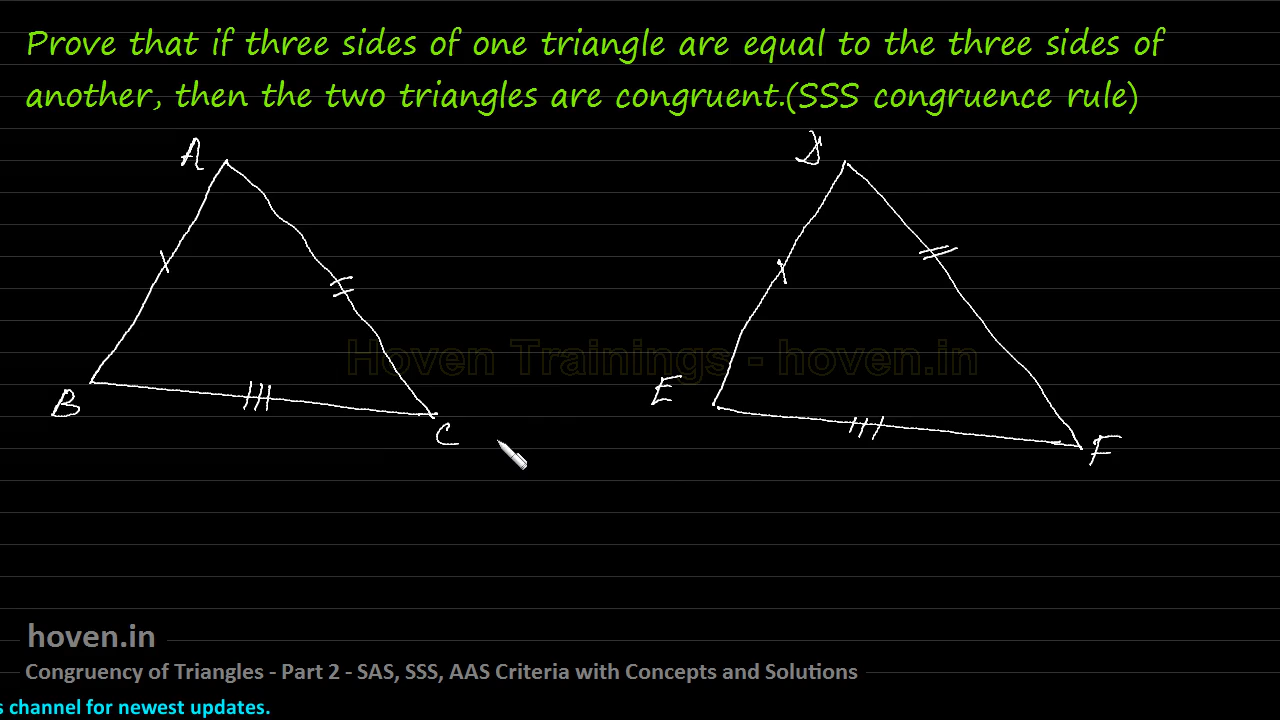 Prove that if three sides of one triangle are equal to the three sides of
another, then the two triangles are congruent.(SSS congruence rule)
A
D
B
C
E
F
Hoven Trainings - hoven.in
hoven.in
Congruency of Triangles - Part 2 - SAS, SSS, AAS Criteria with Concepts and Solutions
s channel for newest updates.